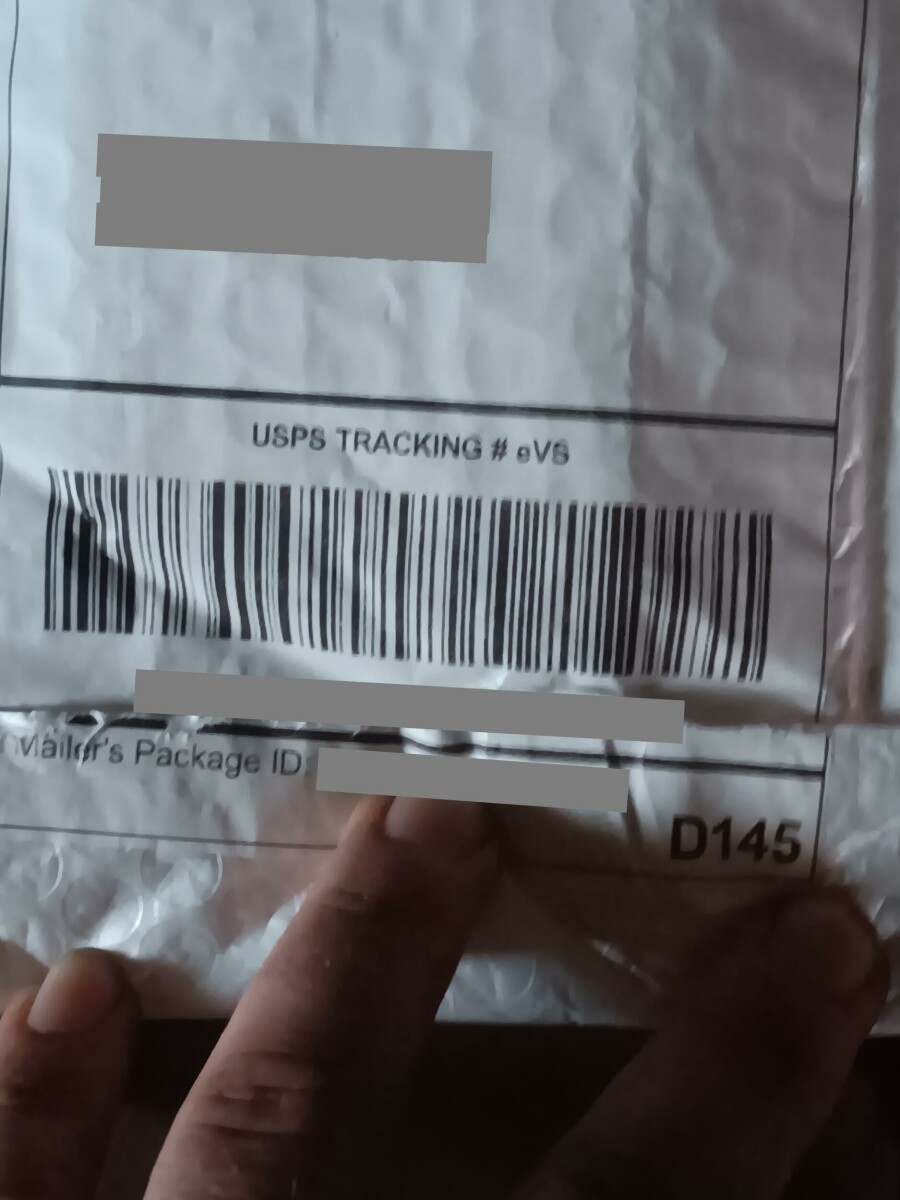 USPS TRACKING # eVS
Mailer's Package ID:
D145